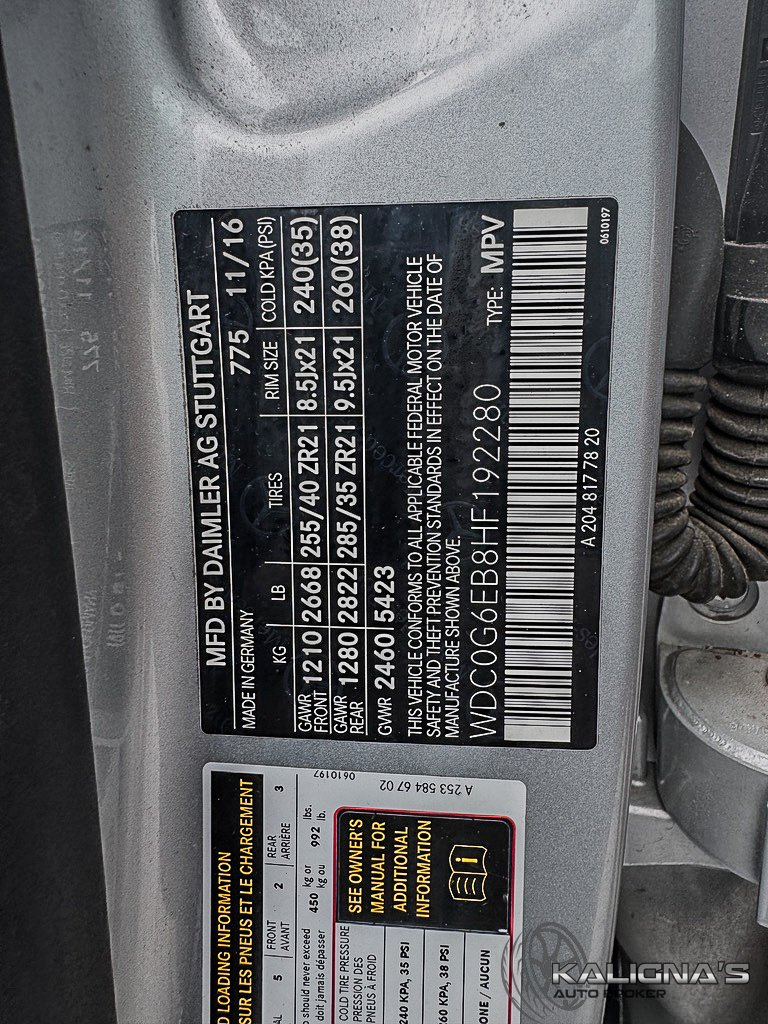 MFD BY DAIMLER AG STUTTGART
MADE IN GERMANY 775 11/16
KG LB TIRES RIM SIZE COLD KPA (PSI)
GAWR FRONT 1210 2668 255/40 ZR21 8.5Jx21 240(35)
GAWR REAR 1280 2822 285/35 ZR21 9.5Jx21 260(38)
GVWR 2460 5423
THIS VEHICLE CONFORMS TO ALL APPLICABLE FEDERAL MOTOR VEHICLE
SAFETY AND THEFT PREVENTION STANDARDS IN EFFECT ON THE DATE OF
MANUFACTURE SHOWN ABOVE.
WDC0G6EB8HF192280 TYPE: MPV
A 204 817 78 20
0610197
LOADING INFORMATION
SUR LES PNEUS ET LE CHARGEMENT
5 FRONT 2 REAR 3
AVANT ARRIÈRE
should never exceed 450 kg or 992 lbs.
doit jamais dépasser kg ou lb.
COLD TIRE PRESSURE
PRESSION DES
PNEUS À FROID
240 KPA, 35 PSI
260 KPA, 38 PSI
/ AUCUN
SEE OWNER'S
MANUAL FOR
ADDITIONAL
INFORMATION
0610197
A 253 584 67 02
KALIGNA'S
AUTO BROKER